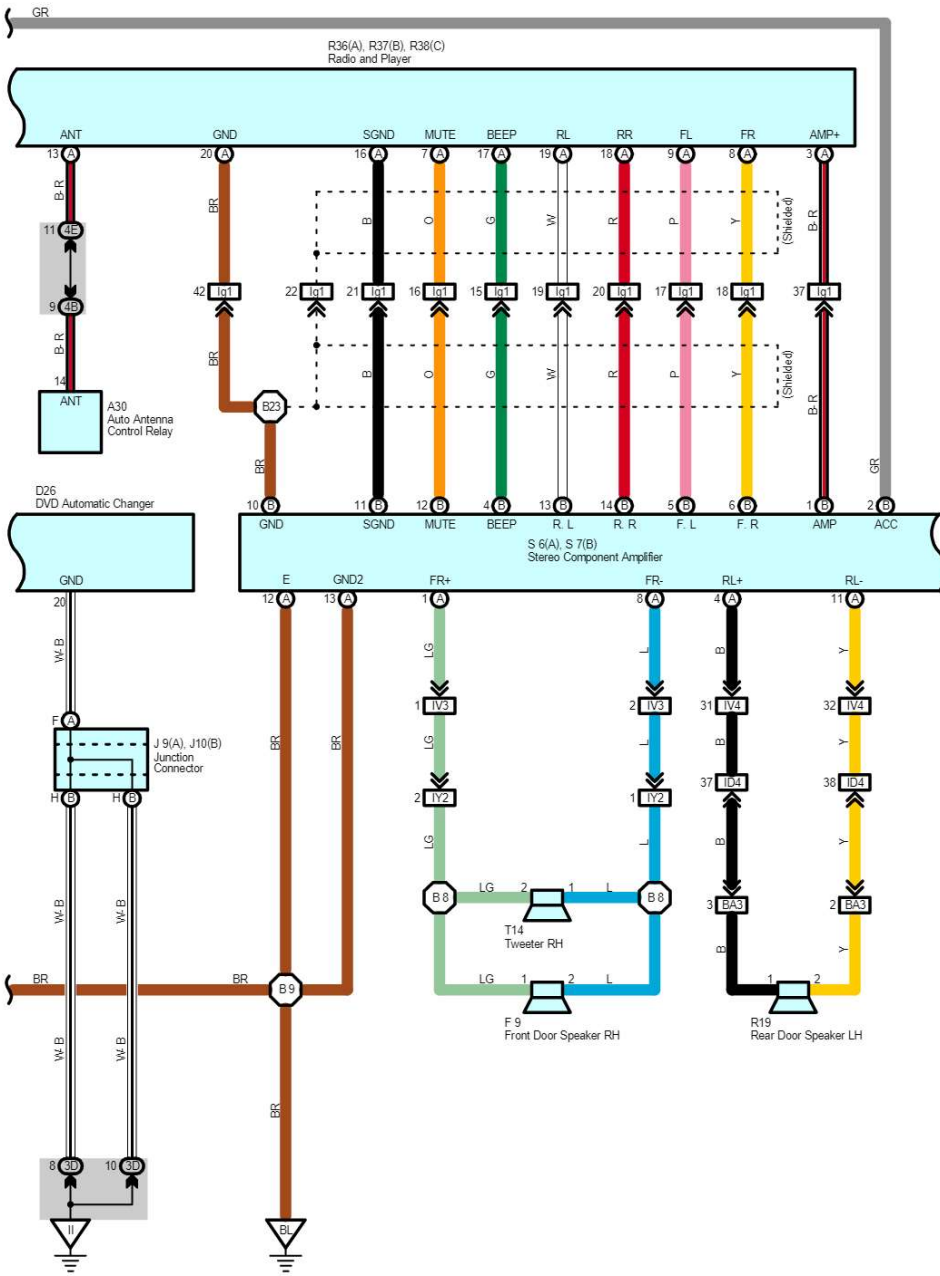 GR
R36(A), R37(B), R38(C)
Radio and Player
ANT GND SGND MUTE BEEP RL RR FL FR AMP+
13 A 20 A 16 A 7 A 17 A 19 A 18 A 9 A 8 A 3 A
B-R BR B O G W R P Y (Shielded) B-R
11 4E
42 Ig1 22 Ig1 21 Ig1 16 Ig1 15 Ig1 19 Ig1 20 Ig1 17 Ig1 18 Ig1 37 Ig1
9 4B
B-R BR B O G W R P Y (Shielded) B-R
14
ANT
A30
Auto Antenna
Control Relay
B23
BR GR
D26
DVD Automatic Changer
10 B 11 B 12 B 4 B 13 B 14 B 5 B 6 B 1 B 2 B
GND SGND MUTE BEEP R. L R. R F. L F. R AMP ACC
S 6(A), S 7(B)
Stereo Component Amplifier
GND E GND2 FR+ FR- RL+ RL-
20 12 A 13 A 1 A 8 A 4 A 11 A
W-B LG L B Y
1 IV3 2 IV3 31 IV4 32 IV4
F A
J 9(A), J10(B)
Junction
Connector
BR BR LG L B Y
2 IY2 1 IY2 37 ID4 38 ID4
H B H B
LG L B Y
B 8 LG 2 1 L B 8
3 BA3 2 BA3
W-B W-B
T14
Tweeter RH
B Y
BR BR B 9
LG 1 2 L
1 2
F 9
Front Door Speaker RH
R19
Rear Door Speaker LH
W-B W-B
BR
8 3D 10 3D
II BL